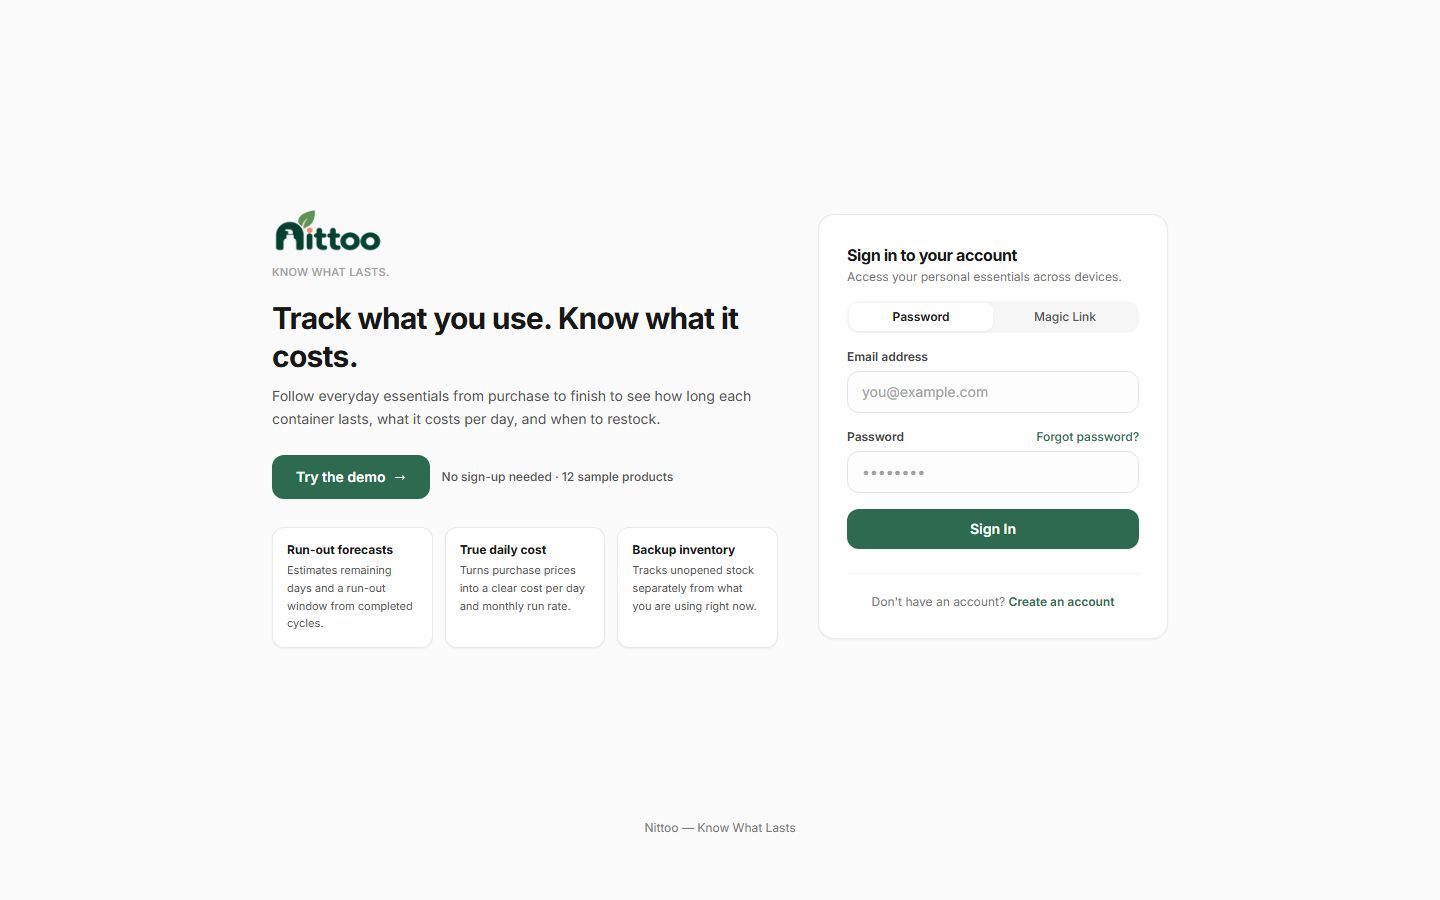 Nittoo
KNOW WHAT LASTS.
Track what you use. Know what it
costs.
Follow everyday essentials from purchase to finish to see how long each
container lasts, what it costs per day, and when to restock.
Try the demo →
No sign-up needed · 12 sample products
Run-out forecasts
Estimates remaining
days and a run-out
window from completed
cycles.
True daily cost
Turns purchase prices
into a clear cost per day
and monthly run rate.
Backup inventory
Tracks unopened stock
separately from what
you are using right now.
Sign in to your account
Access your personal essentials across devices.
Password
Magic Link
Email address
you@example.com
Password
Forgot password?
••••••••
Sign In
Don't have an account? Create an account
Nittoo — Know What Lasts